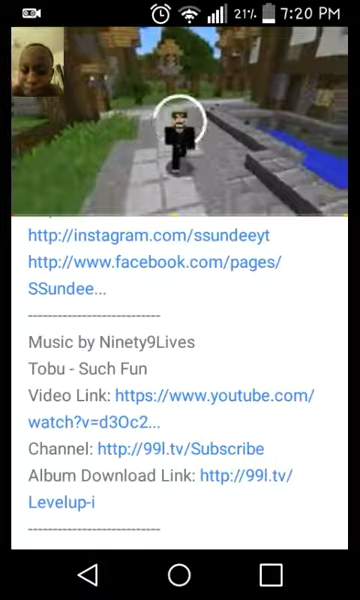 21% 7:20 PM
http://instagram.com/ssundeeyt
http://www.facebook.com/pages/
SSundee...
-------------------------
Music by Ninety9Lives
Tobu - Such Fun
Video Link: https://www.youtube.com/
watch?v=d3Oc2...
Channel: http://99l.tv/Subscribe
Album Download Link: http://99l.tv/
Levelup-i
-------------------------